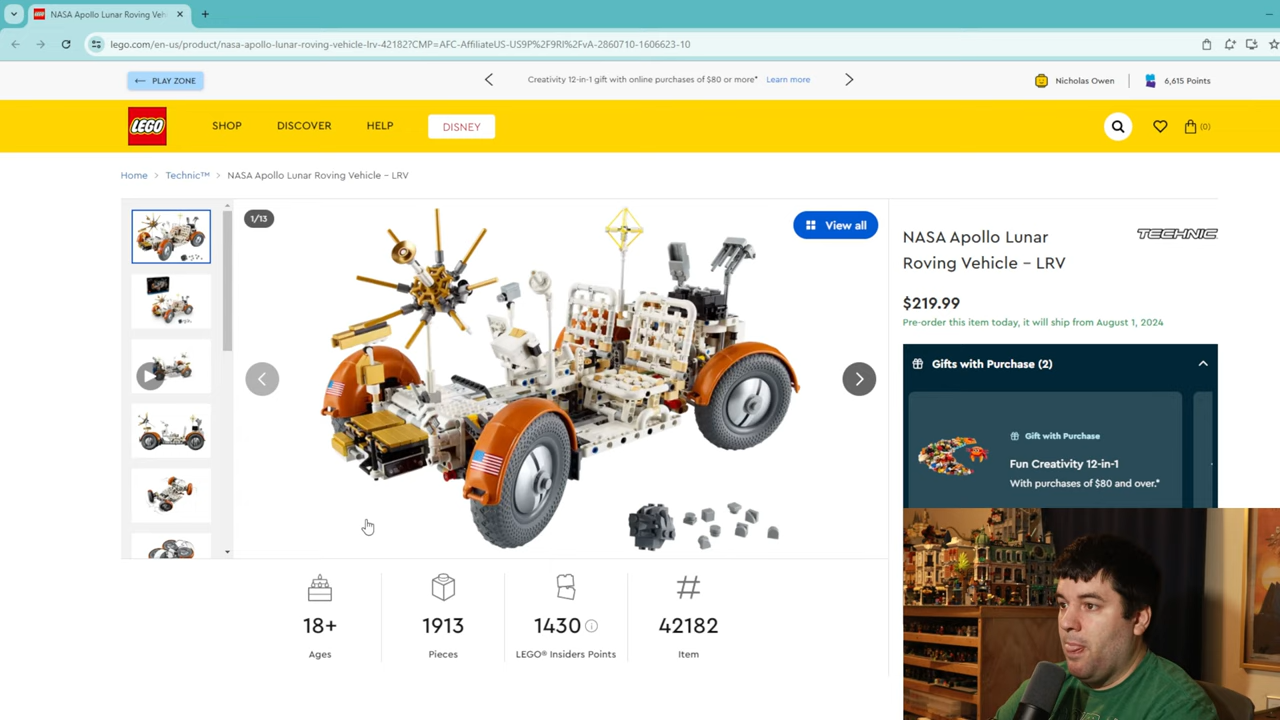 NASA Apollo Lunar Roving Veh
lego.com/en-us/product/nasa-apollo-lunar-roving-vehicle-lrv-42182?CMP=AFC-AffiliateUS-US9P%2F9RI%2FvA-2860710-1606623-10
← PLAY ZONE
Creativity 12-in-1 gift with online purchases of $80 or more* Learn more
Nicholas Owen
6,615 Points
LEGO
SHOP
DISCOVER
HELP
DISNEY
(0)
Home > Technic™ > NASA Apollo Lunar Roving Vehicle – LRV
1/13
View all
NASA Apollo Lunar
Roving Vehicle – LRV
TECHNIC
$219.99
Pre-order this item today, it will ship from August 1, 2024
Gifts with Purchase (2)
Gift with Purchase
Fun Creativity 12-in-1
With purchases of $80 and over.*
18+
Ages
1913
Pieces
1430
LEGO® Insiders Points
#
42182
Item